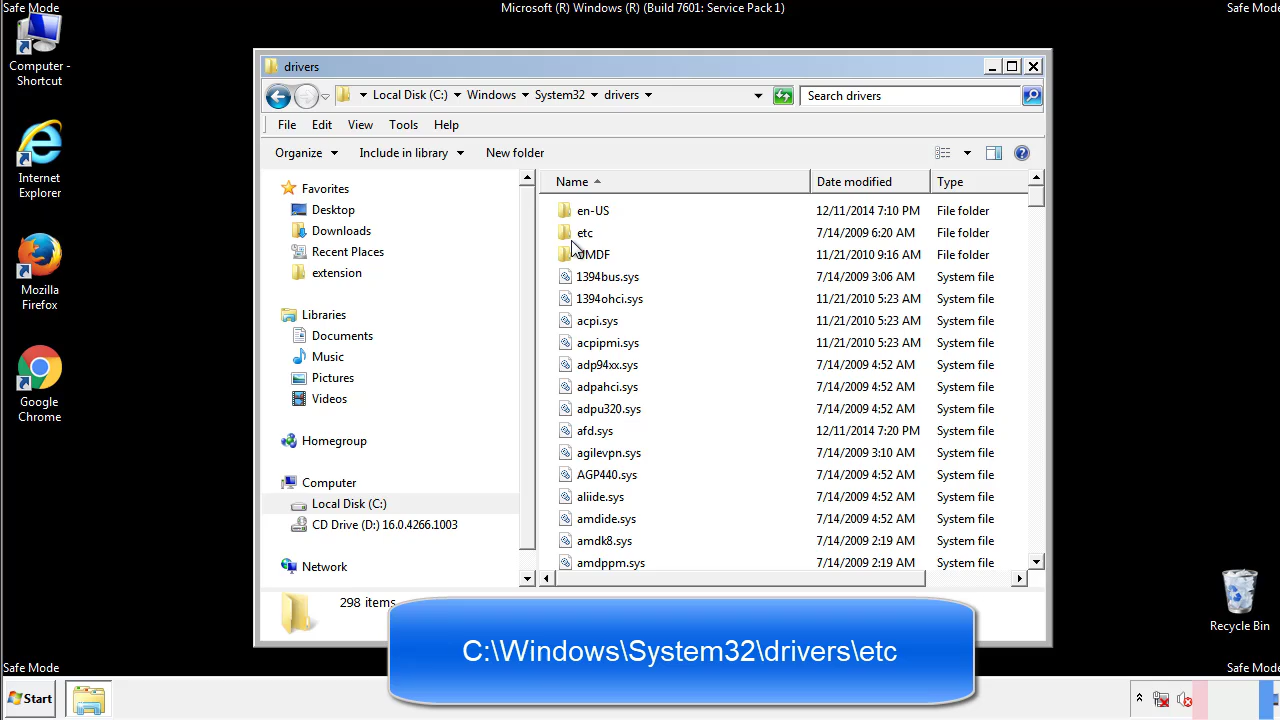 Safe Mode
Microsoft (R) Windows (R) (Build 7601: Service Pack 1)
Safe Mode
Computer -
Shortcut
Internet
Explorer
Mozilla
Firefox
Google
Chrome
drivers
Local Disk (C:) Windows System32 drivers
Search drivers
File Edit View Tools Help
Organize Include in library New folder
Favorites
Desktop
Downloads
Recent Places
extension
Libraries
Documents
Music
Pictures
Videos
Homegroup
Computer
Local Disk (C:)
CD Drive (D:) 16.0.4266.1003
Network
Name Date modified Type
en-US 12/11/2014 7:10 PM File folder
etc 7/14/2009 6:20 AM File folder
UMDF 11/21/2010 9:16 AM File folder
1394bus.sys 7/14/2009 3:06 AM System file
1394ohci.sys 11/21/2010 5:23 AM System file
acpi.sys 11/21/2010 5:23 AM System file
acpipmi.sys 11/21/2010 5:23 AM System file
adp94xx.sys 7/14/2009 4:52 AM System file
adpahci.sys 7/14/2009 4:52 AM System file
adpu320.sys 7/14/2009 4:52 AM System file
afd.sys 12/11/2014 7:20 PM System file
agilevpn.sys 7/14/2009 3:10 AM System file
AGP440.sys 7/14/2009 4:52 AM System file
aliide.sys 7/14/2009 4:52 AM System file
amdide.sys 7/14/2009 4:52 AM System file
amdk8.sys 7/14/2009 2:19 AM System file
amdppm.sys 7/14/2009 2:19 AM System file
298 items
C:\Windows\System32\drivers\etc
Recycle Bin
Safe Mode
Safe Mode
Start